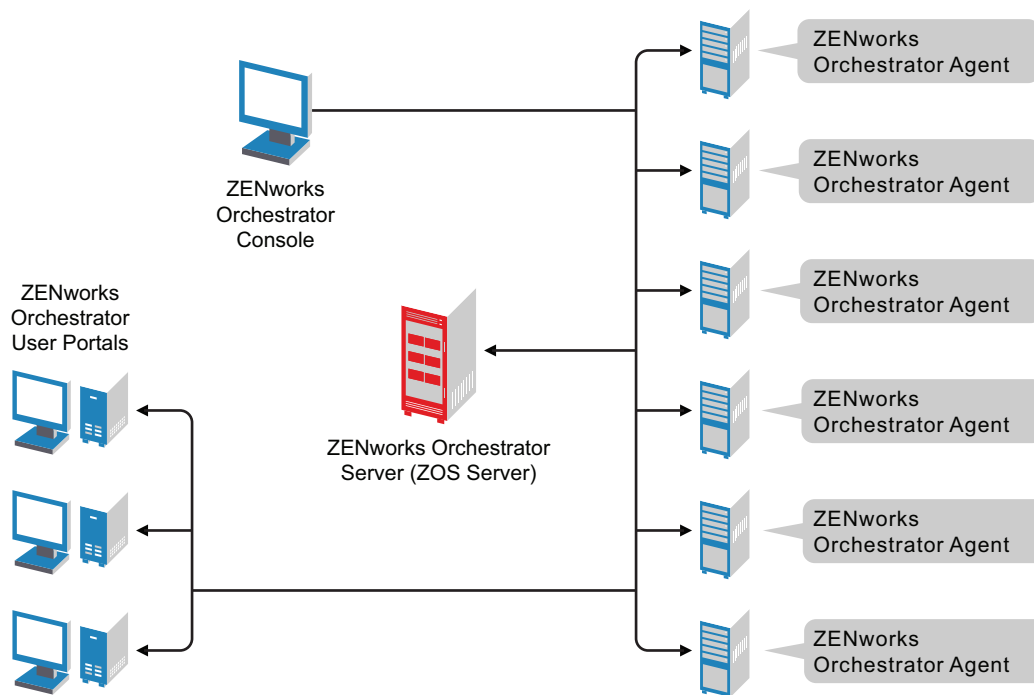 ZENworks
Orchestrator
Console
ZENworks
Orchestrator
User Portals
ZENworks Orchestrator
Server (ZOS Server)
ZENworks
Orchestrator Agent
ZENworks
Orchestrator Agent
ZENworks
Orchestrator Agent
ZENworks
Orchestrator Agent
ZENworks
Orchestrator Agent
ZENworks
Orchestrator Agent